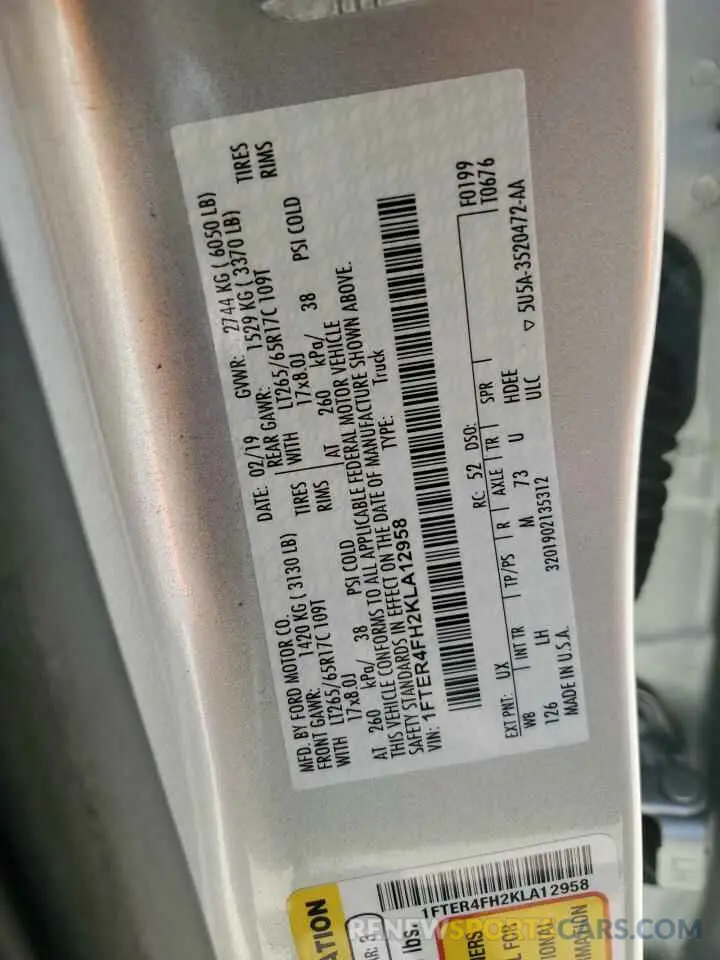 MFD. BY FORD MOTOR CO.
DATE: 02/19 GVWR: 2744 KG ( 6050 LB)
FRONT GAWR: 1420 KG ( 3130 LB) REAR GAWR: 1529 KG ( 3370 LB)
WITH LT265/65R17C 109T TIRES WITH LT265/65R17C 109T TIRES
17x8.0J RIMS 17x8.0J RIMS
AT 260 kPa/ 38 PSI COLD AT 260 kPa/ 38 PSI COLD
THIS VEHICLE CONFORMS TO ALL APPLICABLE FEDERAL MOTOR VEHICLE
SAFETY STANDARDS IN EFFECT ON THE DATE OF MANUFACTURE SHOWN ABOVE.
VIN: 1FTER4FH2KLA12958 TYPE: Truck
F0199
T0676
EXT PNT: UX RC: 52 DSO:
WB INT TR TP/PS R AXLE TR SPR
126 LH M 73 U HDEE
3201902135312 ULC
MADE IN U.S.A. ▽ 5U5A-3520472-AA
1FTER4FH2KLA12958
RENEWSPORTSCARS.COM
lbs.